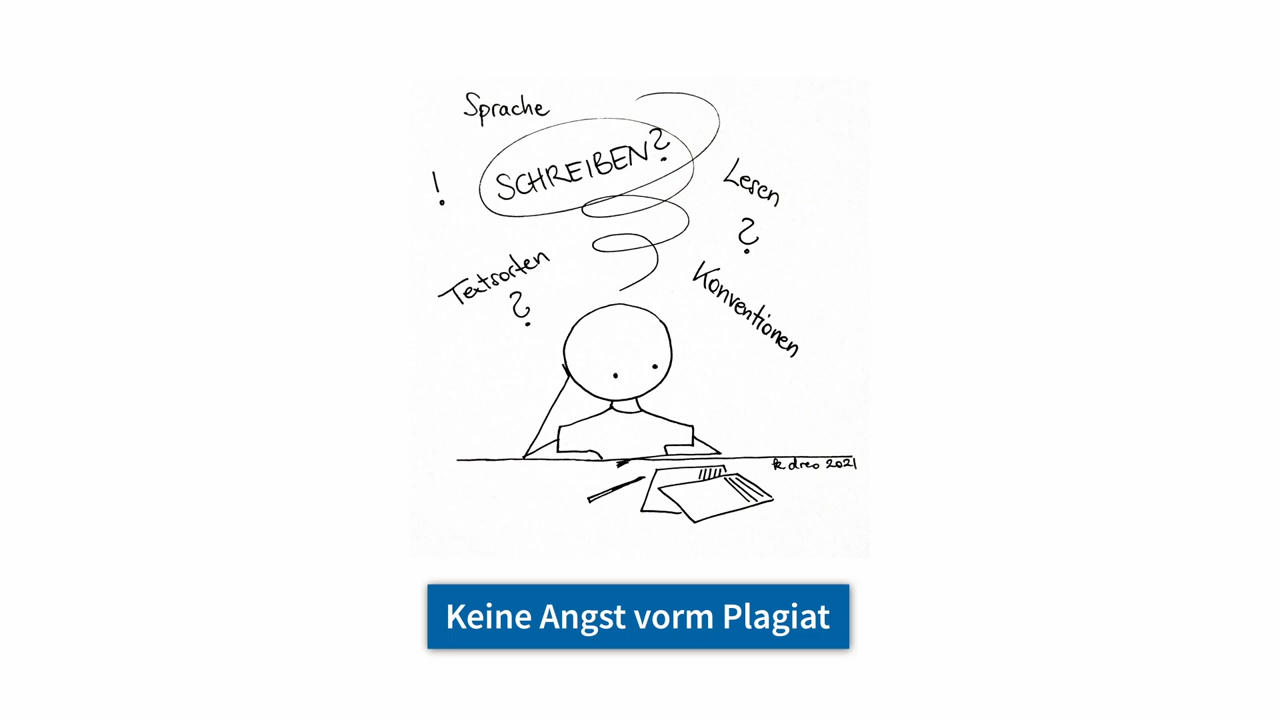 Sprache
SCHREIBEN?
!
Lesen
?
Textsorten
?
Konventionen
k dreo 2021
Keine Angst vorm Plagiat